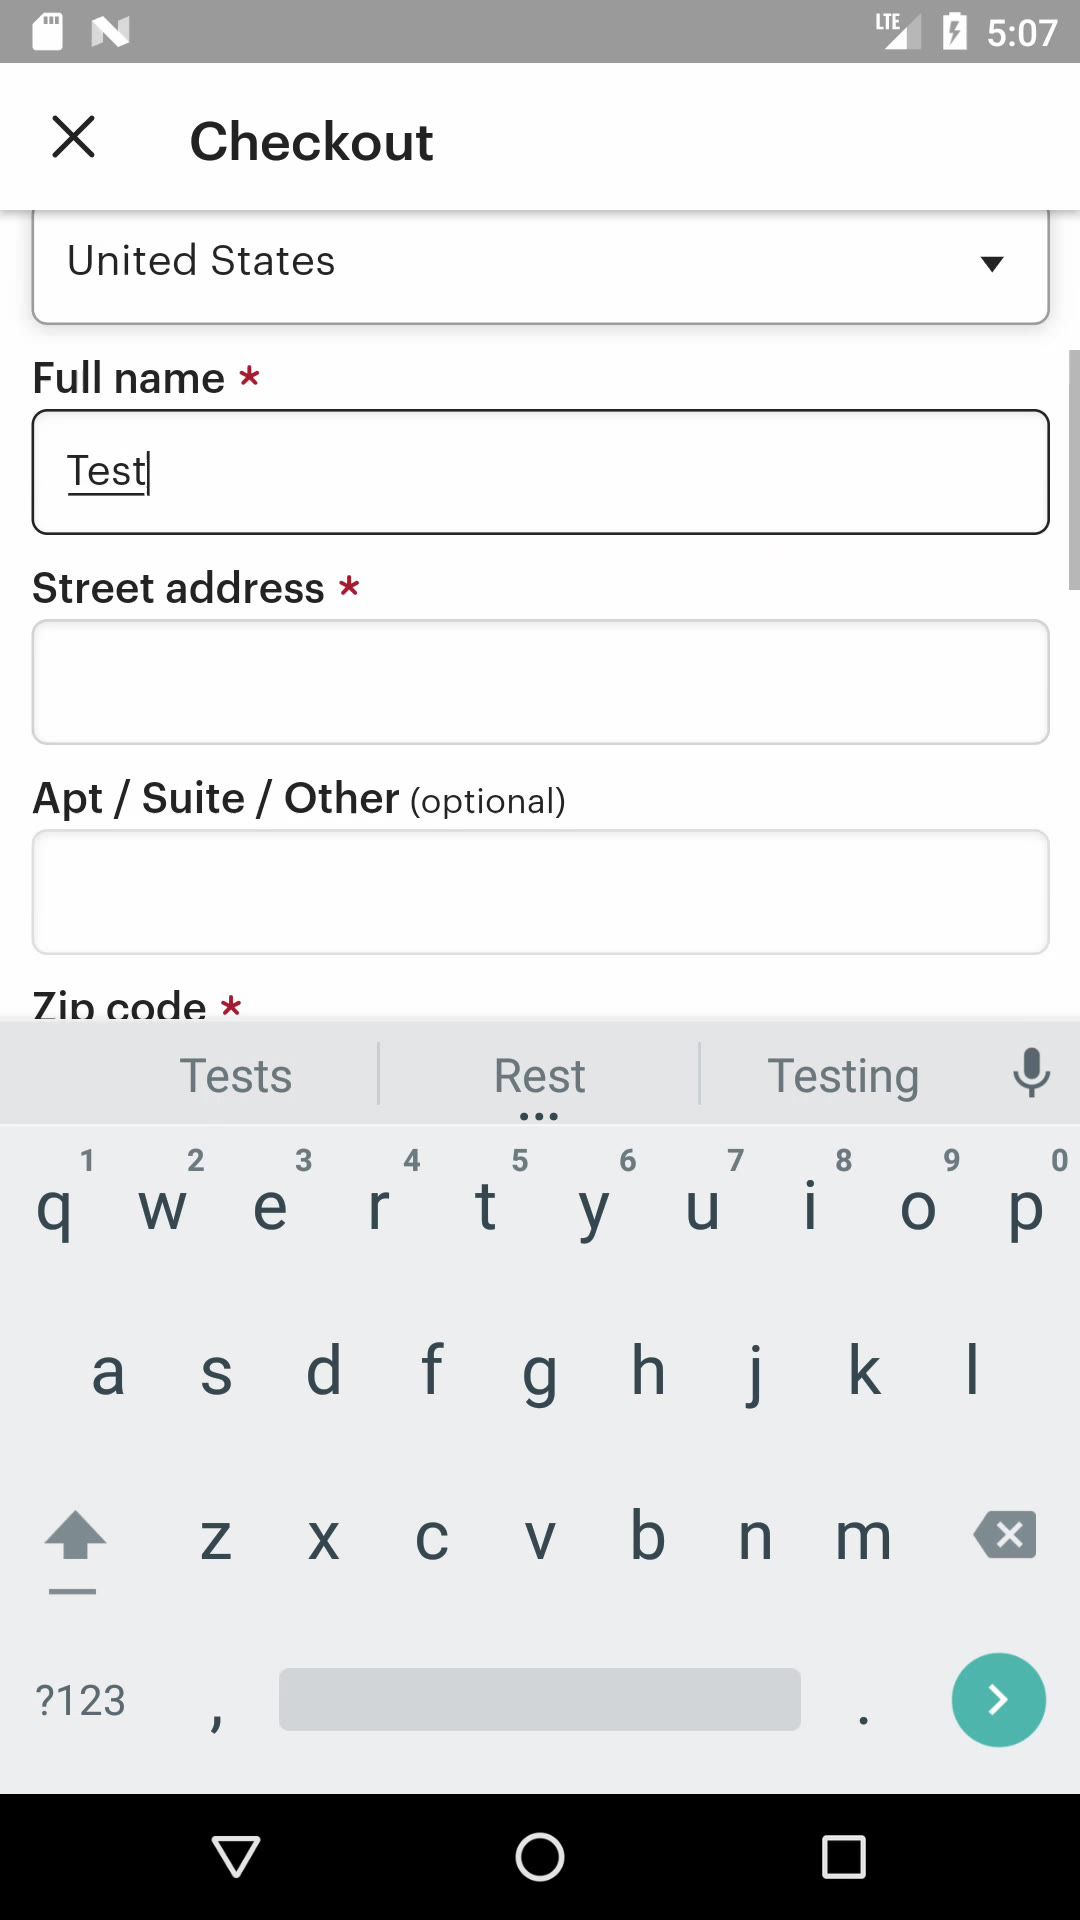 LTE 5:07
Checkout
United States
Full name *
Test
Street address *
Apt / Suite / Other (optional)
Zip code *
Tests Rest Testing
1 2 3 4 5 6 7 8 9 0
q w e r t y u i o p
a s d f g h j k l
z x c v b n m
?123 , .